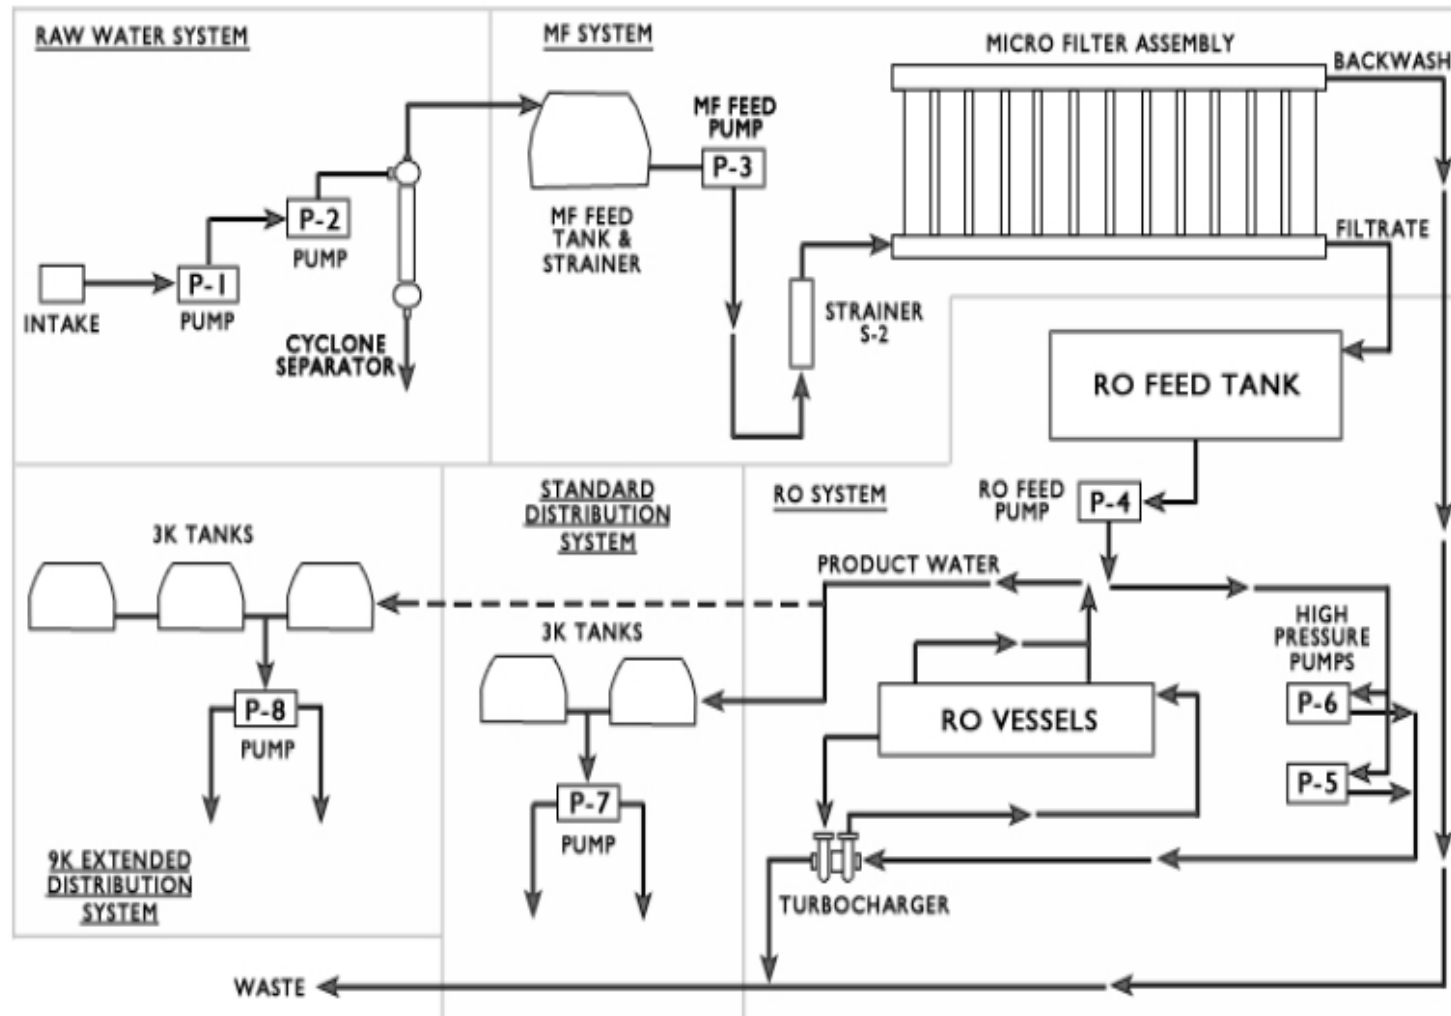 RAW WATER SYSTEM
P-1
PUMP
P-2
PUMP
INTAKE
CYCLONE
SEPARATOR
MF SYSTEM
MF FEED
PUMP
P-3
MF FEED
TANK &
STRAINER
STRAINER
S-2
MICRO FILTER ASSEMBLY
BACKWASH
FILTRATE
RO FEED TANK
RO SYSTEM
RO FEED
PUMP
P-4
PRODUCT WATER
HIGH
PRESSURE
PUMPS
P-6
P-5
RO VESSELS
TURBOCHARGER
STANDARD
DISTRIBUTION
SYSTEM
3K TANKS
P-7
PUMP
3K TANKS
P-8
PUMP
9K EXTENDED
DISTRIBUTION
SYSTEM
WASTE